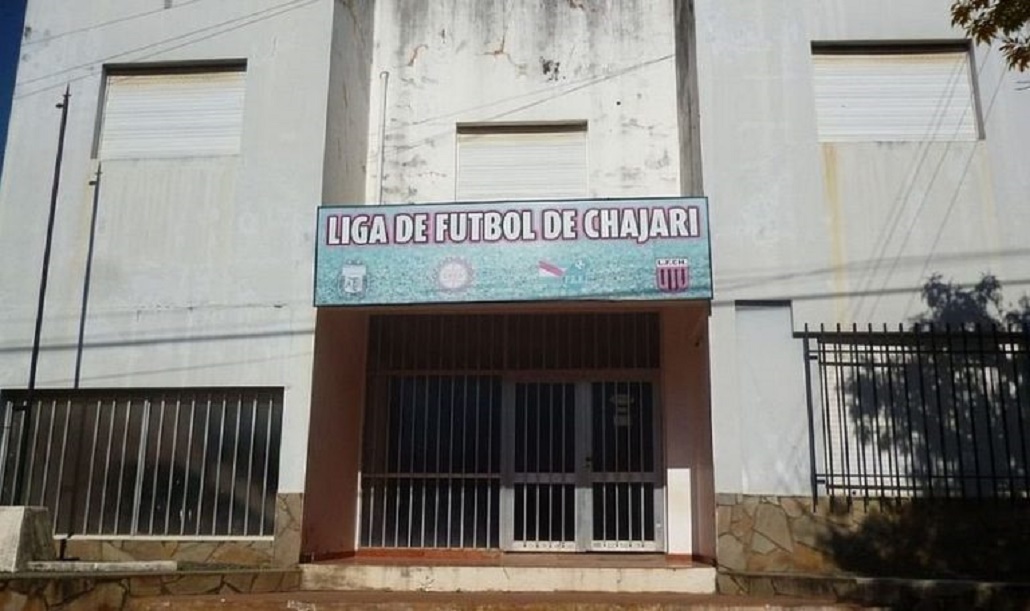 LIGA DE FUTBOL DE CHAJARI
L.F.CH.